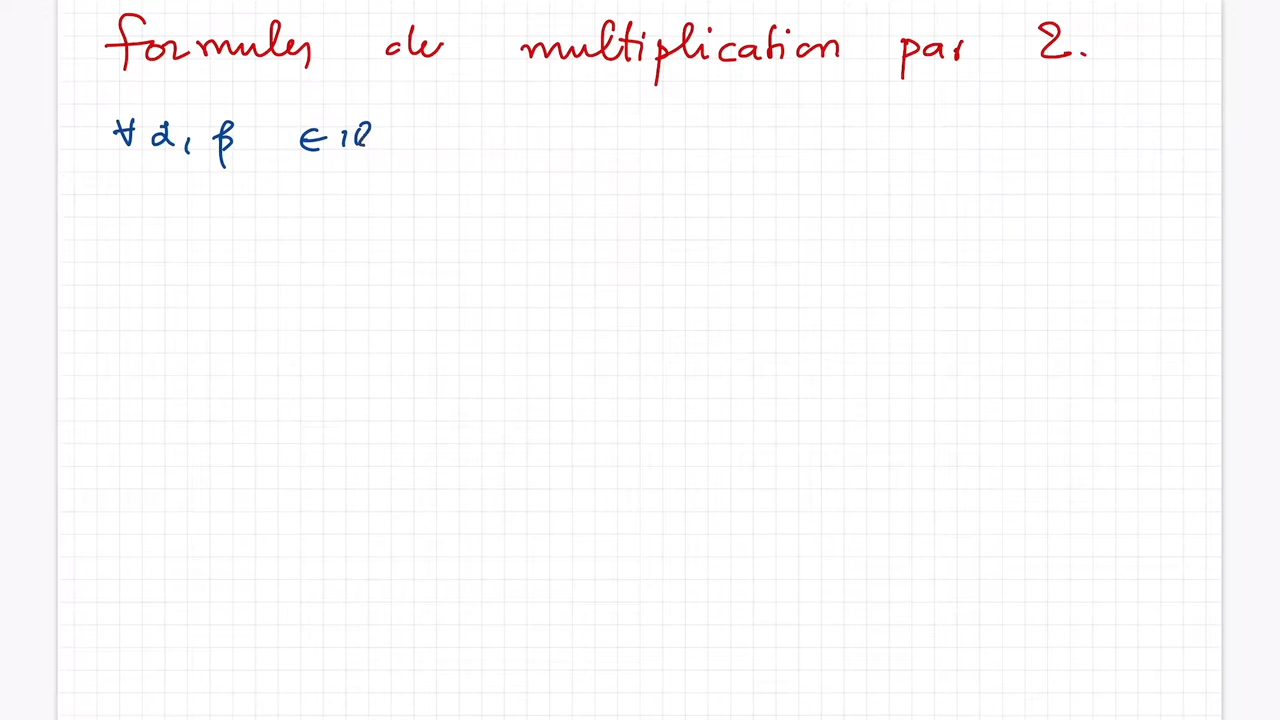 formules de multiplication par 2.
∀ α, β ∈ ℝ